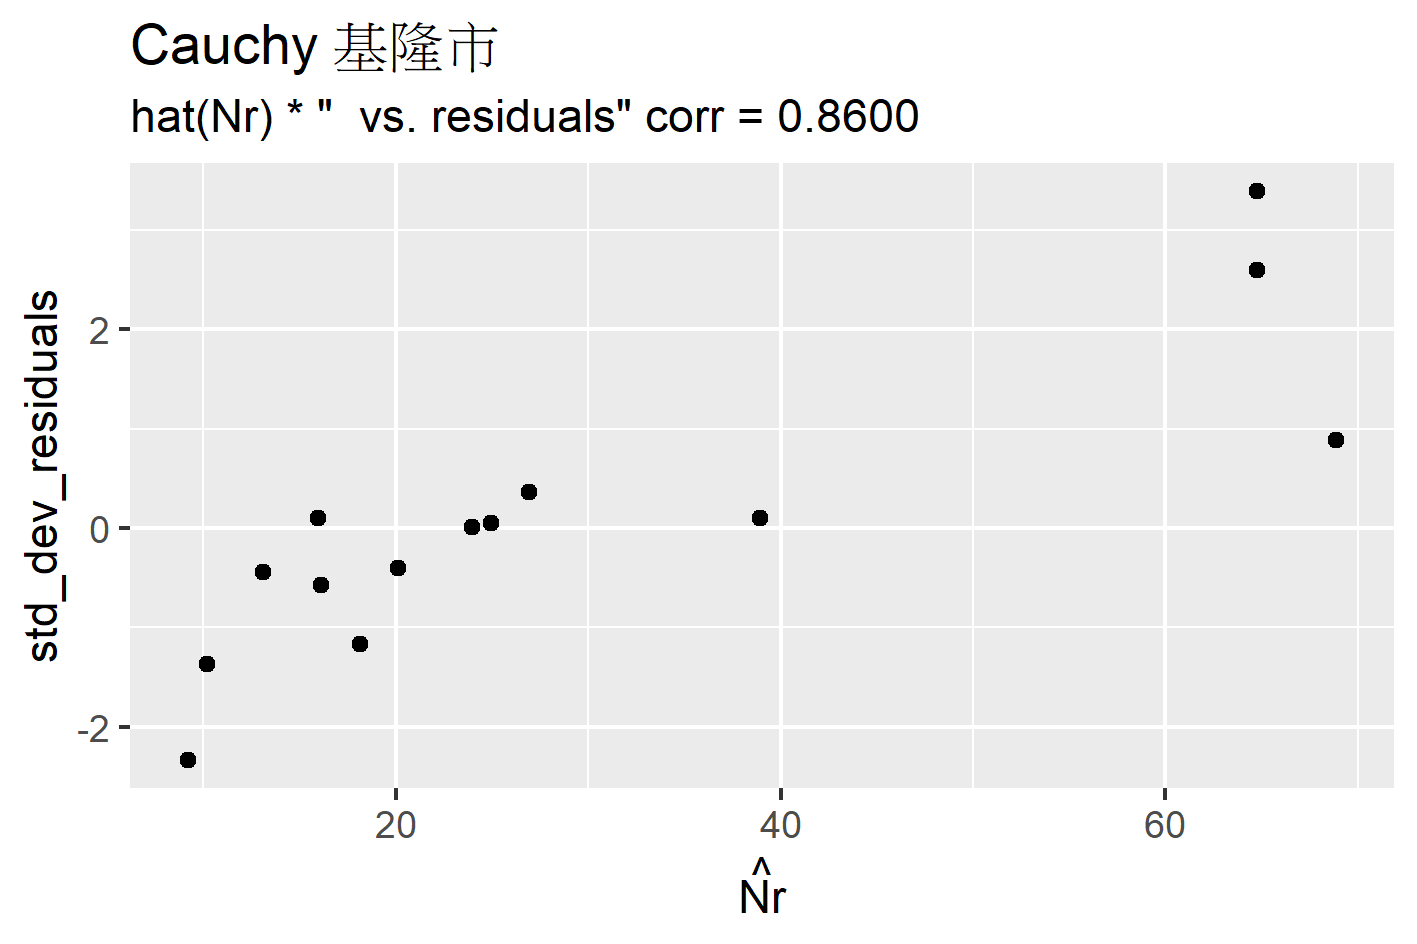 Cauchy 基隆市
hat(Nr) * "  vs. residuals" corr = 0.8600
std_dev_residuals
2
0
-2
20
40
60
N̂r